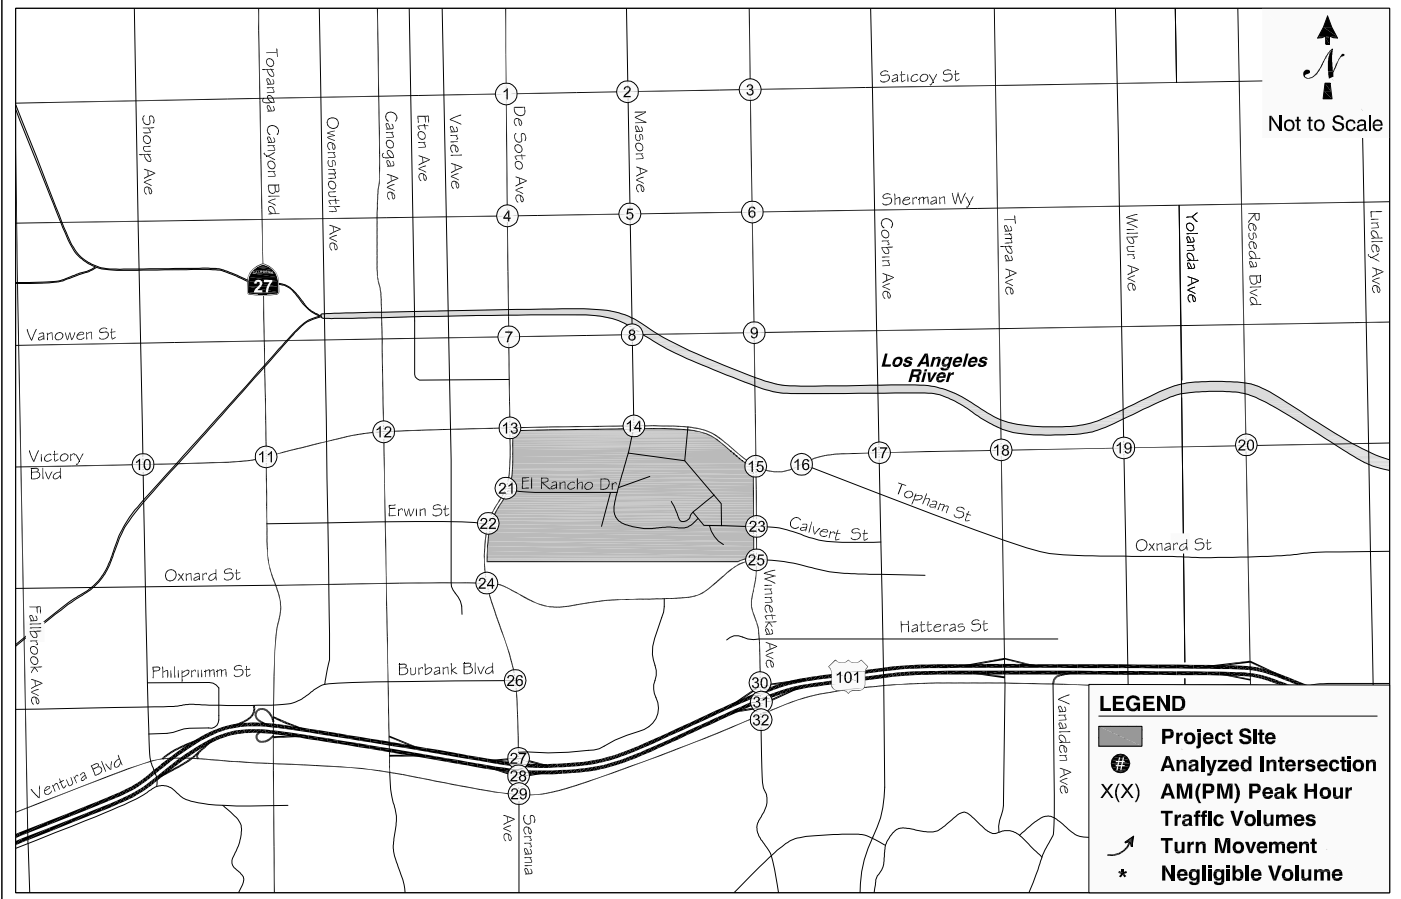 Saticoy St
N
Not to Scale
1
2
3
Topanga Canyon Blvd
Shoup Ave
Owensmouth Ave
Canoga Ave
Eton Ave
Variel Ave
De Soto Ave
Mason Ave
Sherman Wy
4
5
6
Corbin Ave
Tampa Ave
Wilbur Ave
Yolanda Ave
Reseda Blvd
Lindley Ave
27
Vanowen St
7
8
9
Los Angeles
River
Victory
Blvd
10
11
12
13
14
15
16
17
18
19
20
21
El Rancho Dr
Topham St
Erwin St
22
23
Calvert St
Oxnard St
25
Oxnard St
24
Winnetka Ave
Fallbrook Ave
Hatteras St
Philiprimm St
Burbank Blvd
26
30
101
31
32
Vanalden Ave
Ventura Blvd
27
28
29
Serrania
Ave
LEGEND
Project Site
# Analyzed Intersection
X(X) AM(PM) Peak Hour
Traffic Volumes
Turn Movement
* Negligible Volume